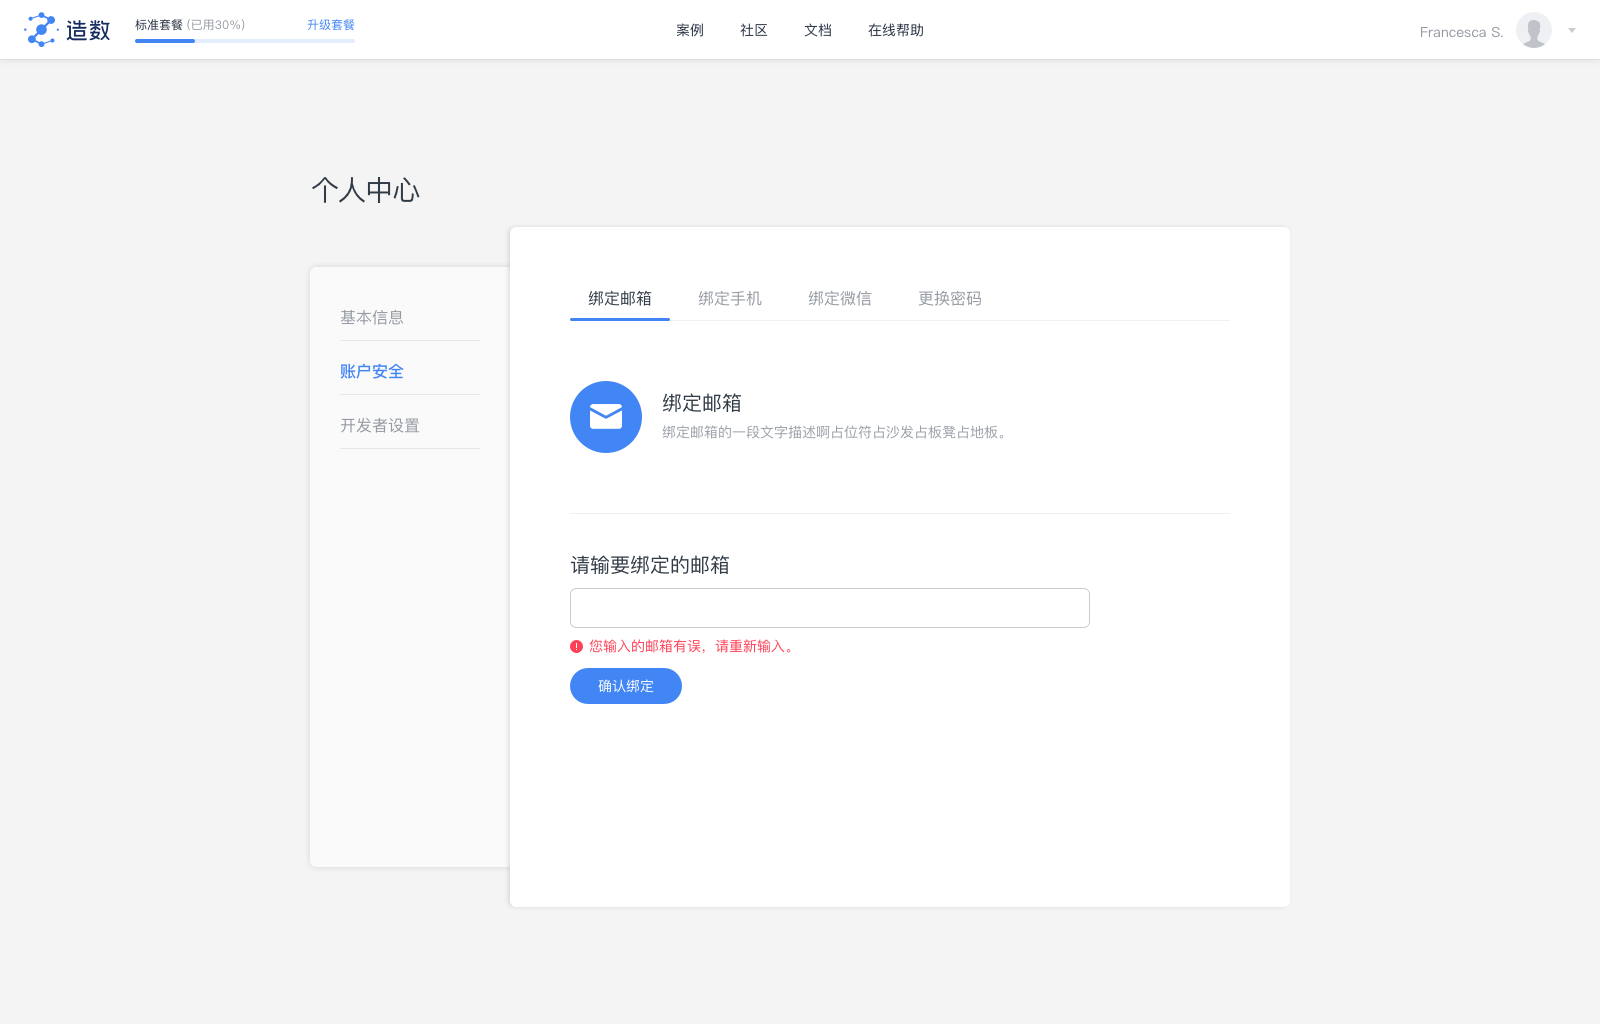 造数
标准套餐 (已用30%) 升级套餐
案例 社区 文档 在线帮助
Francesca S.
个人中心
基本信息
账户安全
开发者设置
绑定邮箱 绑定手机 绑定微信 更换密码
绑定邮箱
绑定邮箱的一段文字描述啊占位符占沙发占板凳占地板。
请输要绑定的邮箱
您输入的邮箱有误，请重新输入。
确认绑定